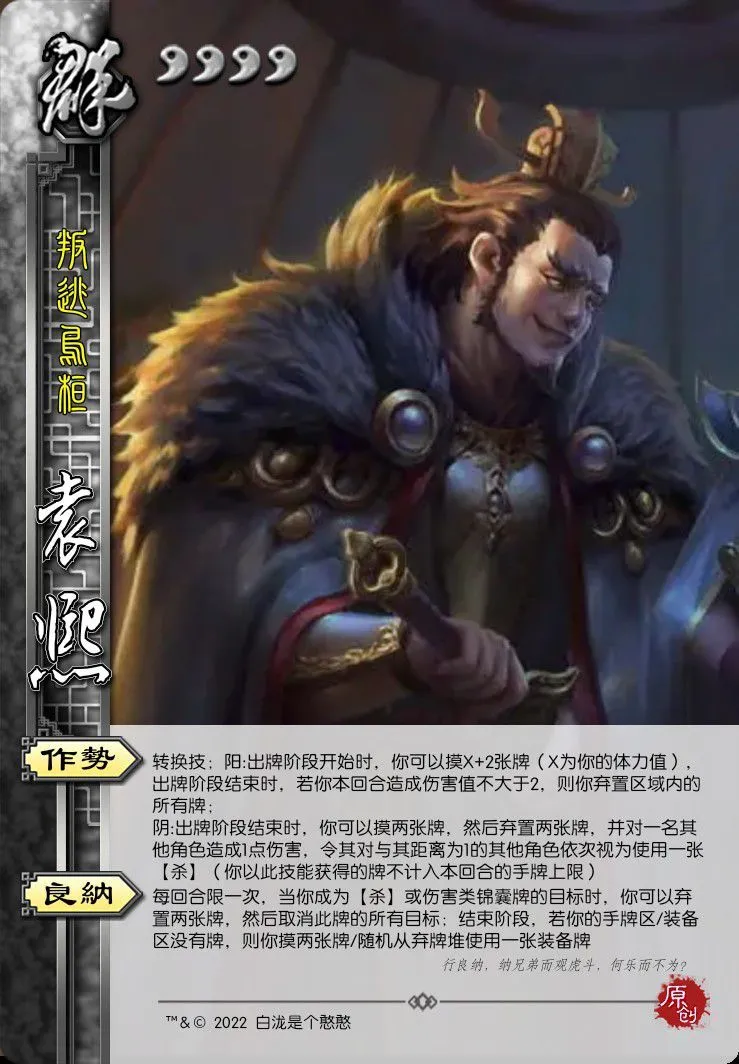 群
叛逃烏桓
袁熙
作勢
转换技；阳:出牌阶段开始时，你可以摸X+2张牌（X为你的体力值），
出牌阶段结束时，若你本回合造成伤害值不大于2，则你弃置区域内的
所有牌；
阴:出牌阶段结束时，你可以摸两张牌，然后弃置两张牌，并对一名其
他角色造成1点伤害，令其对与其距离为1的其他角色依次视为使用一张
【杀】（你以此技能获得的牌不计入本回合的手牌上限）
良納
每回合限一次，当你成为【杀】或伤害类锦囊牌的目标时，你可以弃
置两张牌，然后取消此牌的所有目标；结束阶段，若你的手牌区/装备
区没有牌，则你摸两张牌/随机从弃牌堆使用一张装备牌
行良纳，纳兄弟而观虎斗，何乐而不为？
原创
™&© 2022 白泷是个憨憨